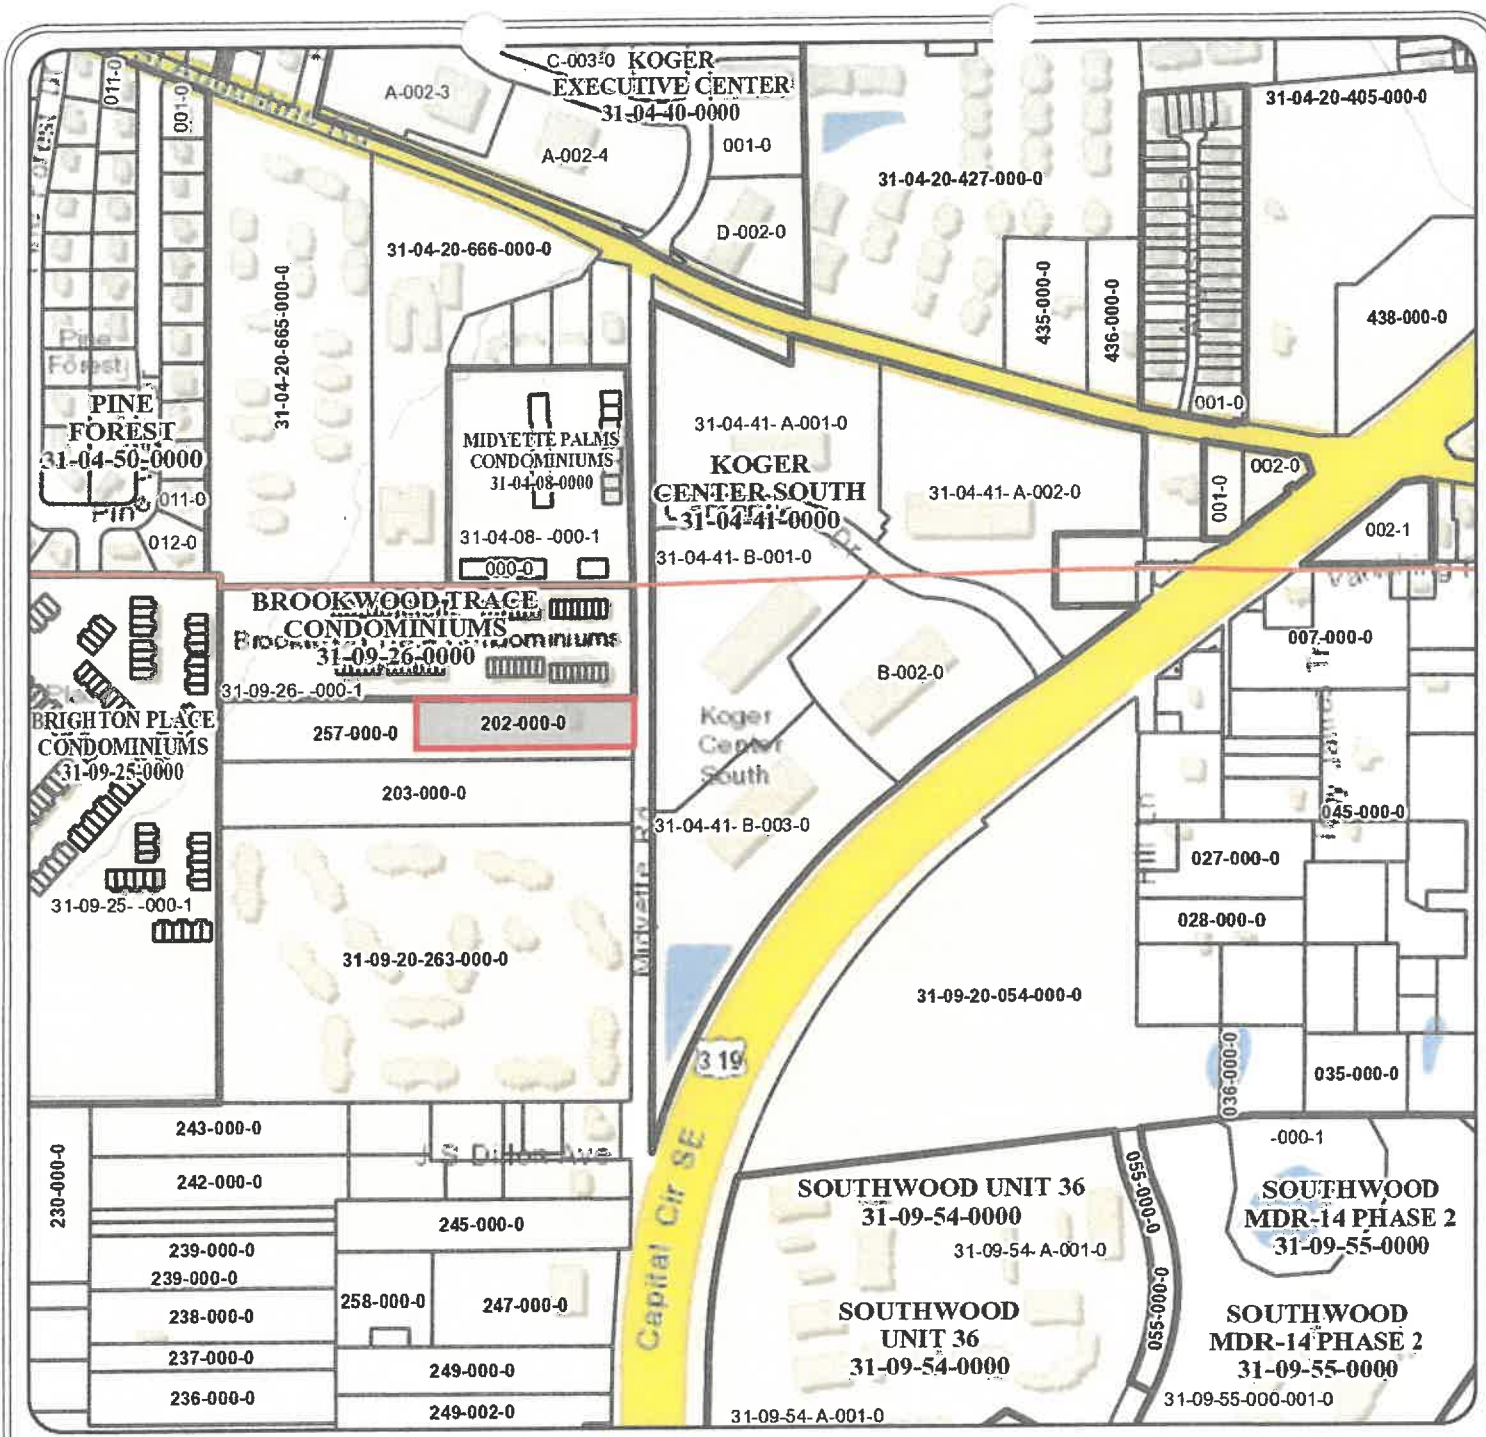 C-003-0
KOGER
EXECUTIVE CENTER
31-04-40-0000
011-0
001-0
A-002-3
A-002-4
001-0
D-002-0
31-04-20-405-000-0
31-04-20-427-000-0
31-04-20-666-000-0
31-04-20-665-000-0
435-000-0
436-000-0
438-000-0
Pine
Forest
PINE
FOREST
31-04-50-0000
011-0
012-0
MIDYETTE PALMS
CONDOMINIUMS
31-04-08-0000
31-04-08- -000-1
000-0
31-04-41- A-001-0
KOGER
CENTER SOUTH
31-04-41-0000
31-04-41- B-001-0
Dr
31-04-41- A-002-0
001-0
001-0
002-0
002-1
BROOKWOOD TRACE
CONDOMINIUMS
31-09-26-0000
31-09-26- -000-1
BRIGHTON PLACE
CONDOMINIUMS
31-09-25-0000
31-09-25- -000-1
257-000-0
202-000-0
203-000-0
B-002-0
Koger
Center
South
31-04-41- B-003-0
Midyette Rd
007-000-0
045-000-0
027-000-0
028-000-0
31-09-20-263-000-0
31-09-20-054-000-0
319
036-000-0
035-000-0
230-000-0
243-000-0
242-000-0
239-000-0
239-000-0
238-000-0
237-000-0
236-000-0
J S Dillon Ave
245-000-0
258-000-0
247-000-0
249-000-0
249-002-0
Capital Cir SE
SOUTHWOOD UNIT 36
31-09-54-0000
31-09-54- A-001-0
SOUTHWOOD
UNIT 36
31-09-54-0000
31-09-54- A-001-0
055-000-0
055-000-0
-000-1
SOUTHWOOD
MDR-14 PHASE 2
31-09-55-0000
SOUTHWOOD
MDR-14 PHASE 2
31-09-55-0000
31-09-55-000-001-0